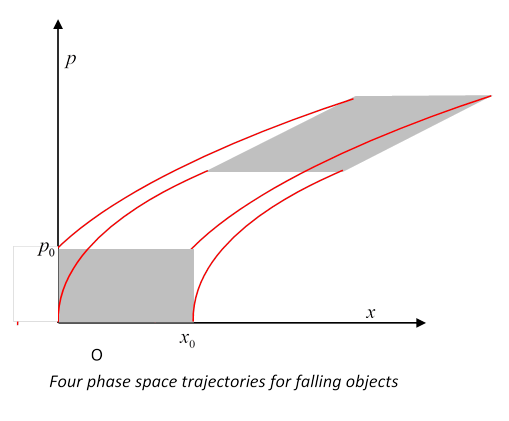 p
p₀
x
x₀
O
Four phase space trajectories for falling objects